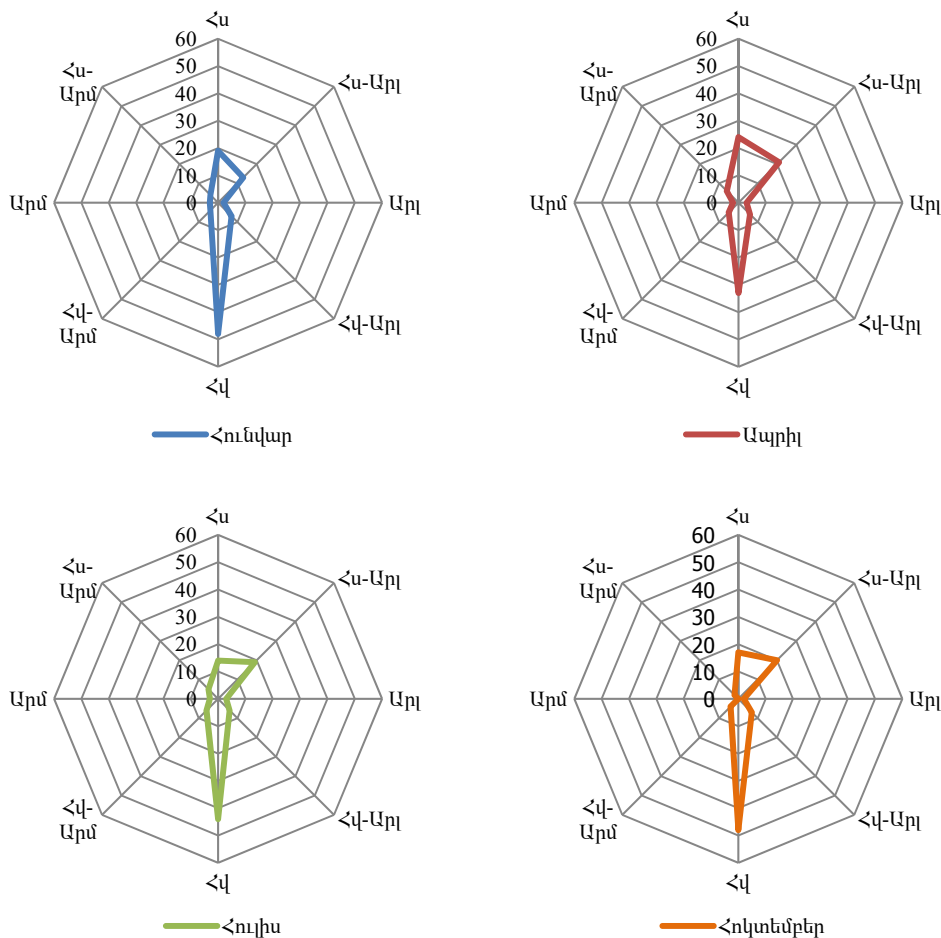 Հս
60
50
40
30
20
10
0
Հս-Արլ
Արլ
Հվ-Արլ
Հվ
Հվ-
Արմ
Արմ
Հս-
Արմ
Հունվար
Հս
60
50
40
30
20
10
0
Հս-Արլ
Արլ
Հվ-Արլ
Հվ
Հվ-
Արմ
Արմ
Հս-
Արմ
Ապրիլ
Հս
60
50
40
30
20
10
0
Հս-Արլ
Արլ
Հվ-Արլ
Հվ
Հվ-
Արմ
Արմ
Հս-
Արմ
Հուլիս
Հս
60
50
40
30
20
10
0
Հս-Արլ
Արլ
Հվ-Արլ
Հվ
Հվ-
Արմ
Արմ
Հս-
Արմ
Հոկտեմբեր